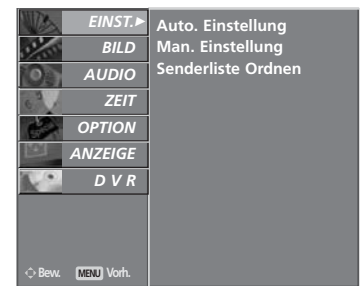 EINST.
BILD
AUDIO
ZEIT
OPTION
ANZEIGE
D V R
Auto. Einstellung
Man. Einstellung
Senderliste Ordnen
Bew. MENU Vorh.